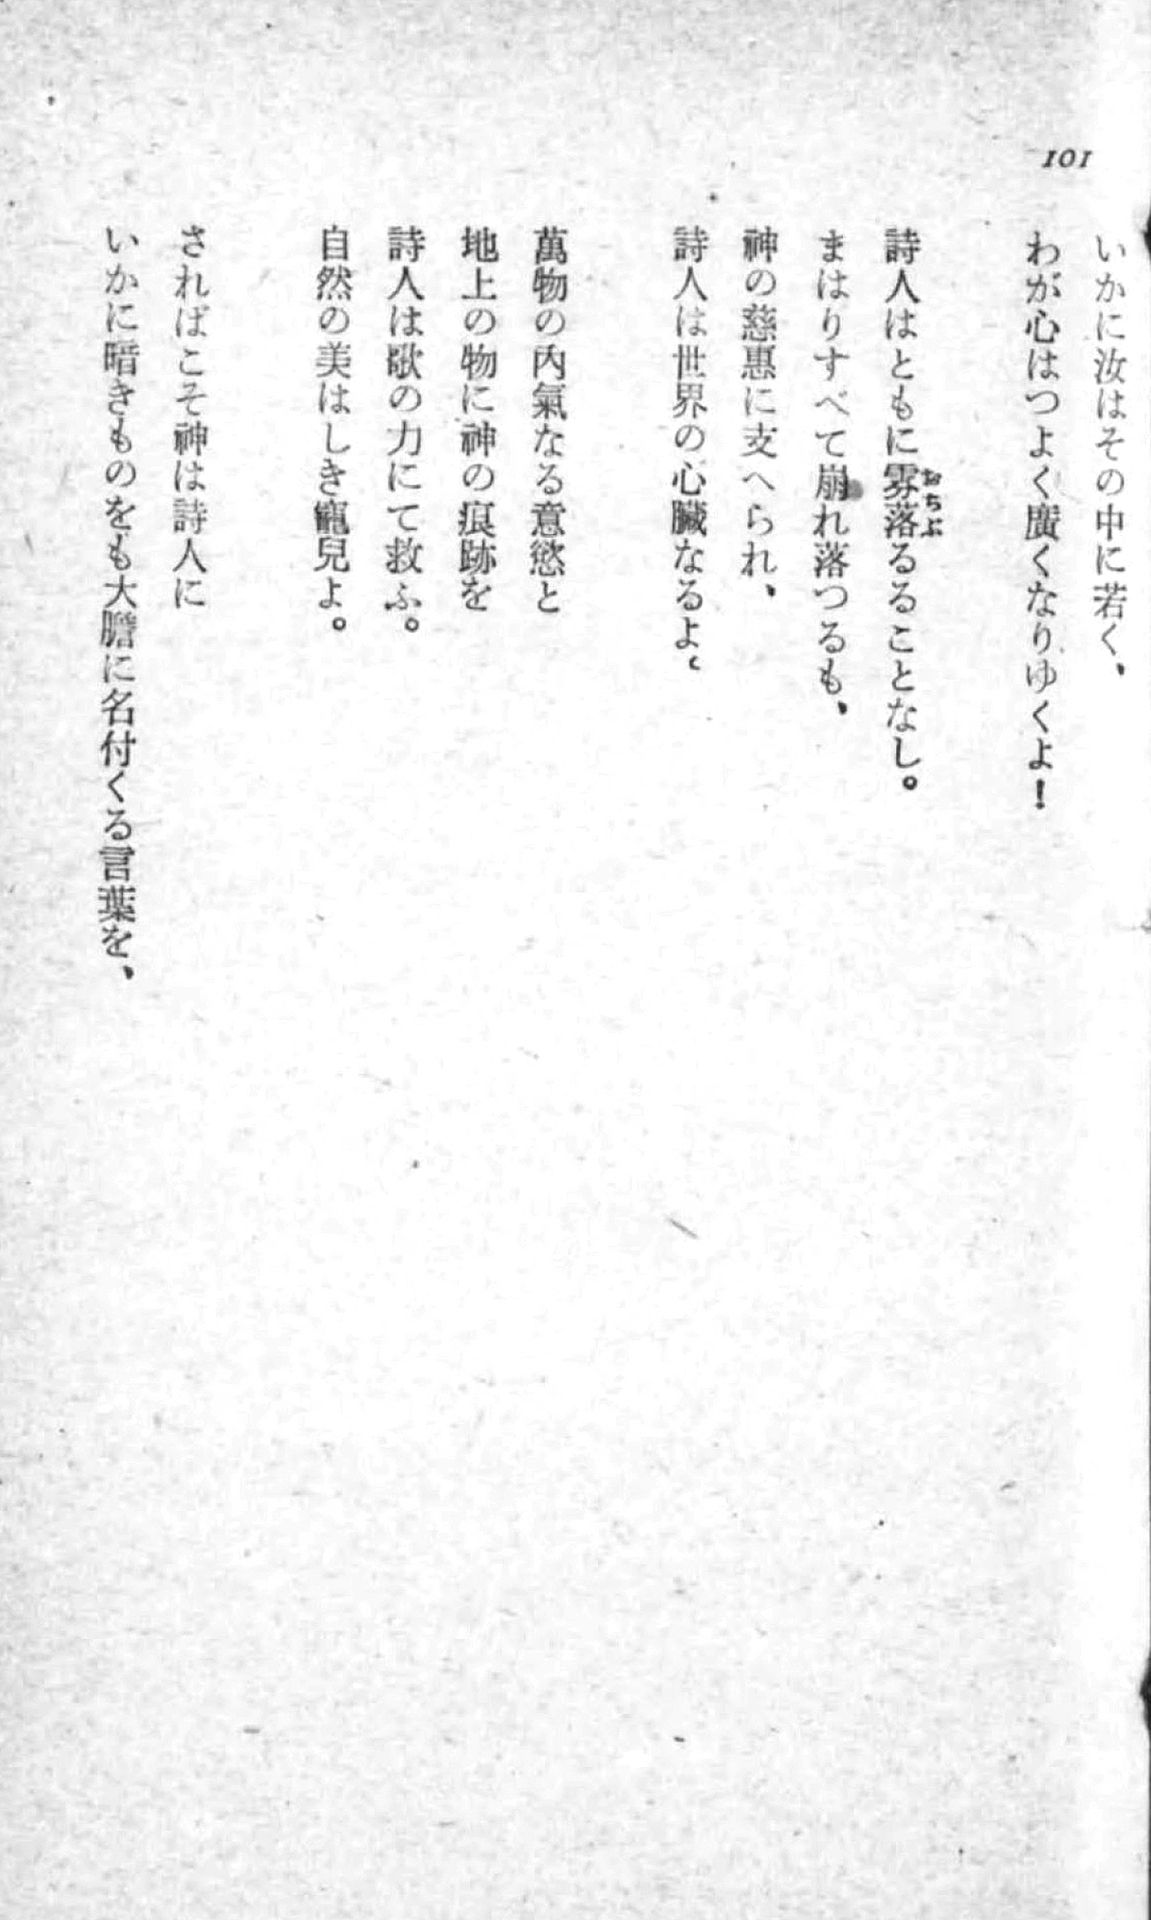 101
いかに汝はその中に若く、
わが心はつよく廣くなりゆくよ!
詩人はともに零落るることなし。
おちぶ
まはりすべて崩れ落つるも、
神の慈惠に支へられ、
詩人は世界の心臟なるよ、
萬物の內氣なる意慾と
地上の物に神の痕跡を
詩人は歌の力にて救ふ。
自然の美はしき寵兒よ。
さればこそ神は詩人に
いかに暗きものをも大膽に名付くる言葉を、